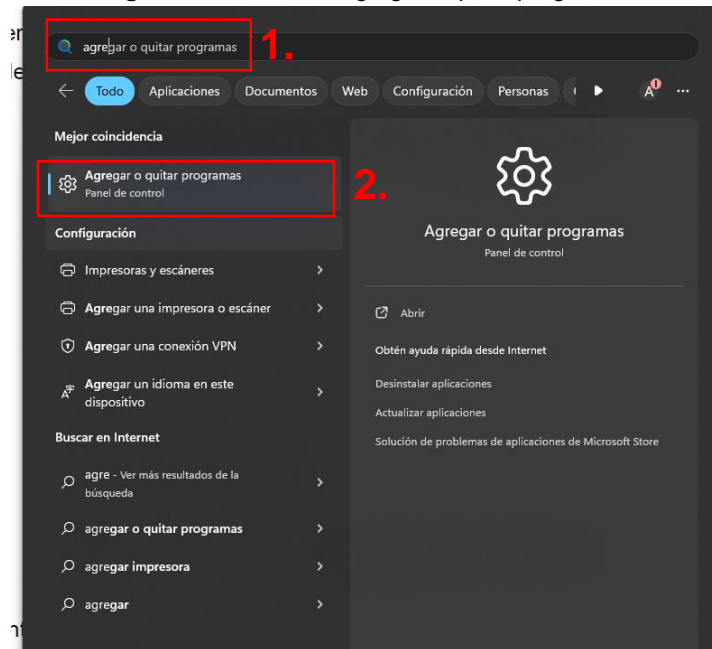 agregar o quitar programas
1.
Todo Aplicaciones Documentos Web Configuración Personas A ...
Mejor coincidencia
Agregar o quitar programas
Panel de control
2.
Configuración
Impresoras y escáneres
Agregar una impresora o escáner
Agregar una conexión VPN
Agregar un idioma en este
dispositivo
Buscar en Internet
agre - Ver más resultados de la
búsqueda
agregar o quitar programas
agregar impresora
agregar
Agregar o quitar programas
Panel de control
Abrir
Obtén ayuda rápida desde Internet
Desinstalar aplicaciones
Actualizar aplicaciones
Solución de problemas de aplicaciones de Microsoft Store